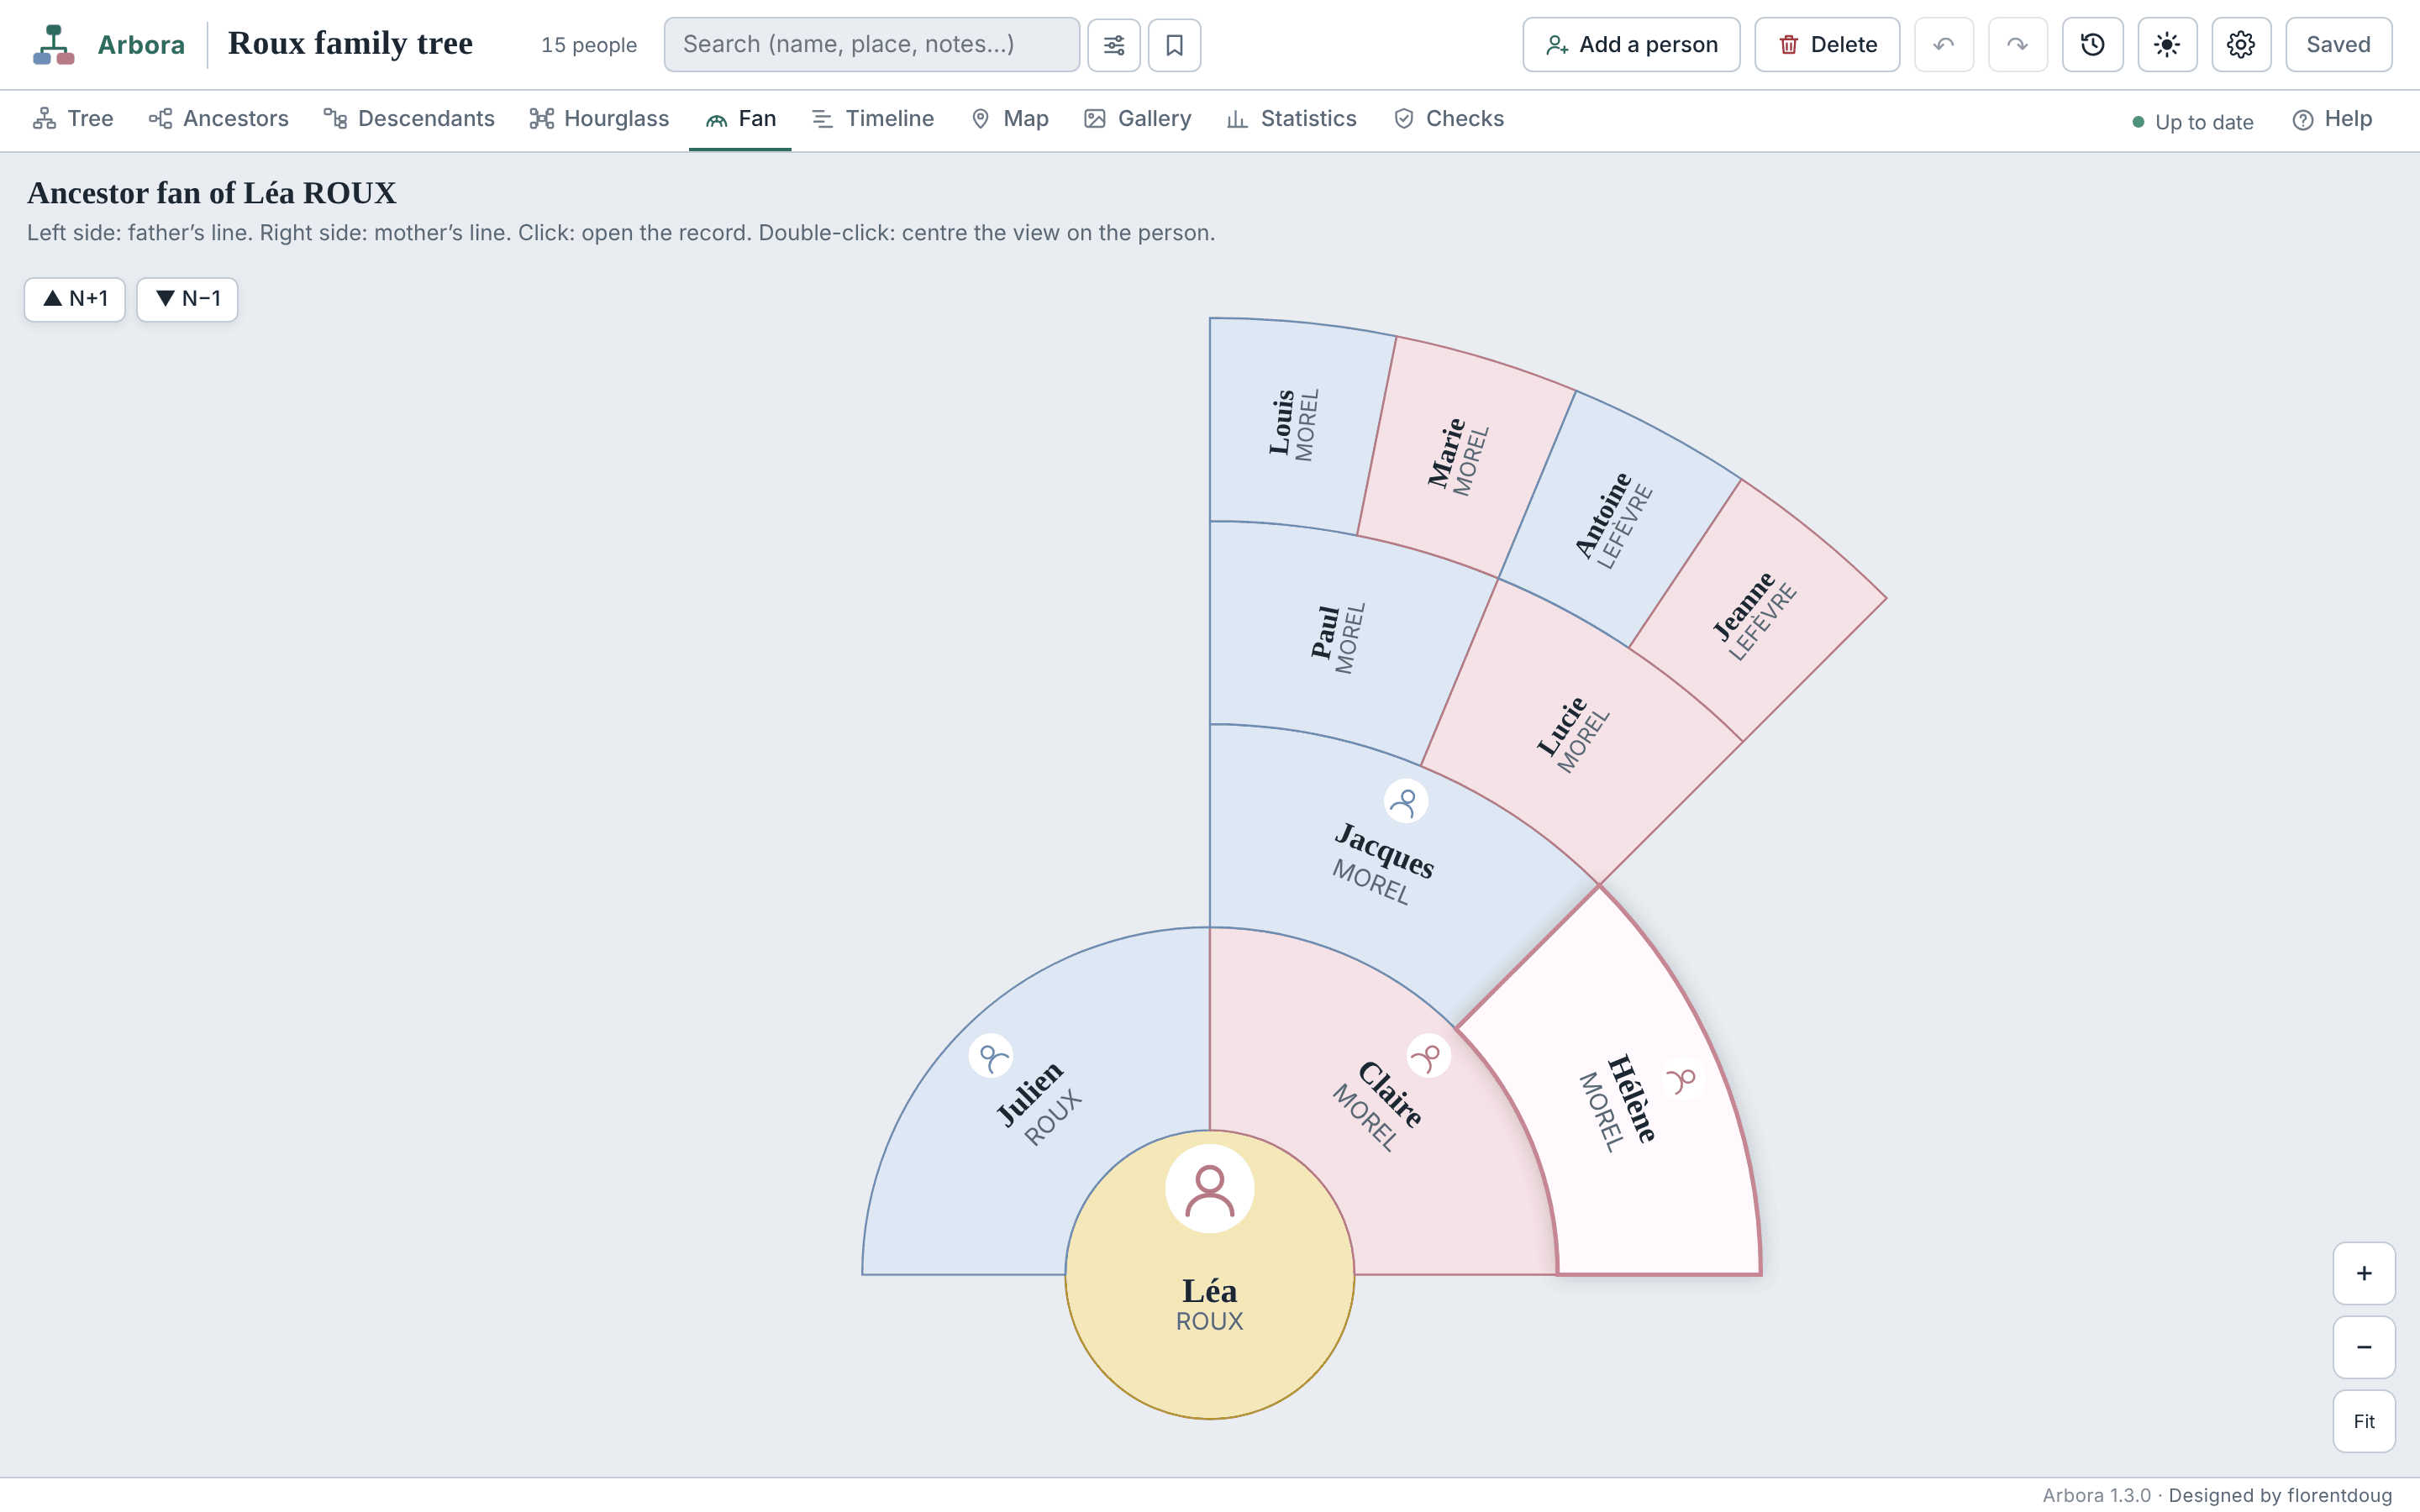 Arbora
Roux family tree
15 people
Search (name, place, notes...)
Add a person
Delete
Saved
Tree
Ancestors
Descendants
Hourglass
Fan
Timeline
Map
Gallery
Statistics
Checks
Up to date
Help
Ancestor fan of Léa ROUX
Left side: father’s line. Right side: mother’s line. Click: open the record. Double-click: centre the view on the person.
▲ N+1
▼ N−1
Louis
MOREL
Marie
MOREL
Antoine
LEFÈVRE
Jeanne
LEFÈVRE
Paul
MOREL
Lucie
MOREL
Jacques
MOREL
Hélène
MOREL
Julien
ROUX
Claire
MOREL
Léa
ROUX
+
−
Fit
Arbora 1.3.0 · Designed by florentdoug